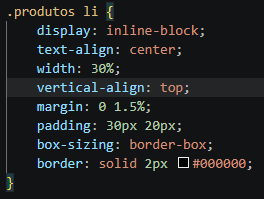 .produtos li {
display: inline-block;
text-align: center;
width: 30%;
vertical-align: top;
margin: 0 1.5%;
padding: 30px 20px;
box-sizing: border-box;
border: solid 2px #000000;
}